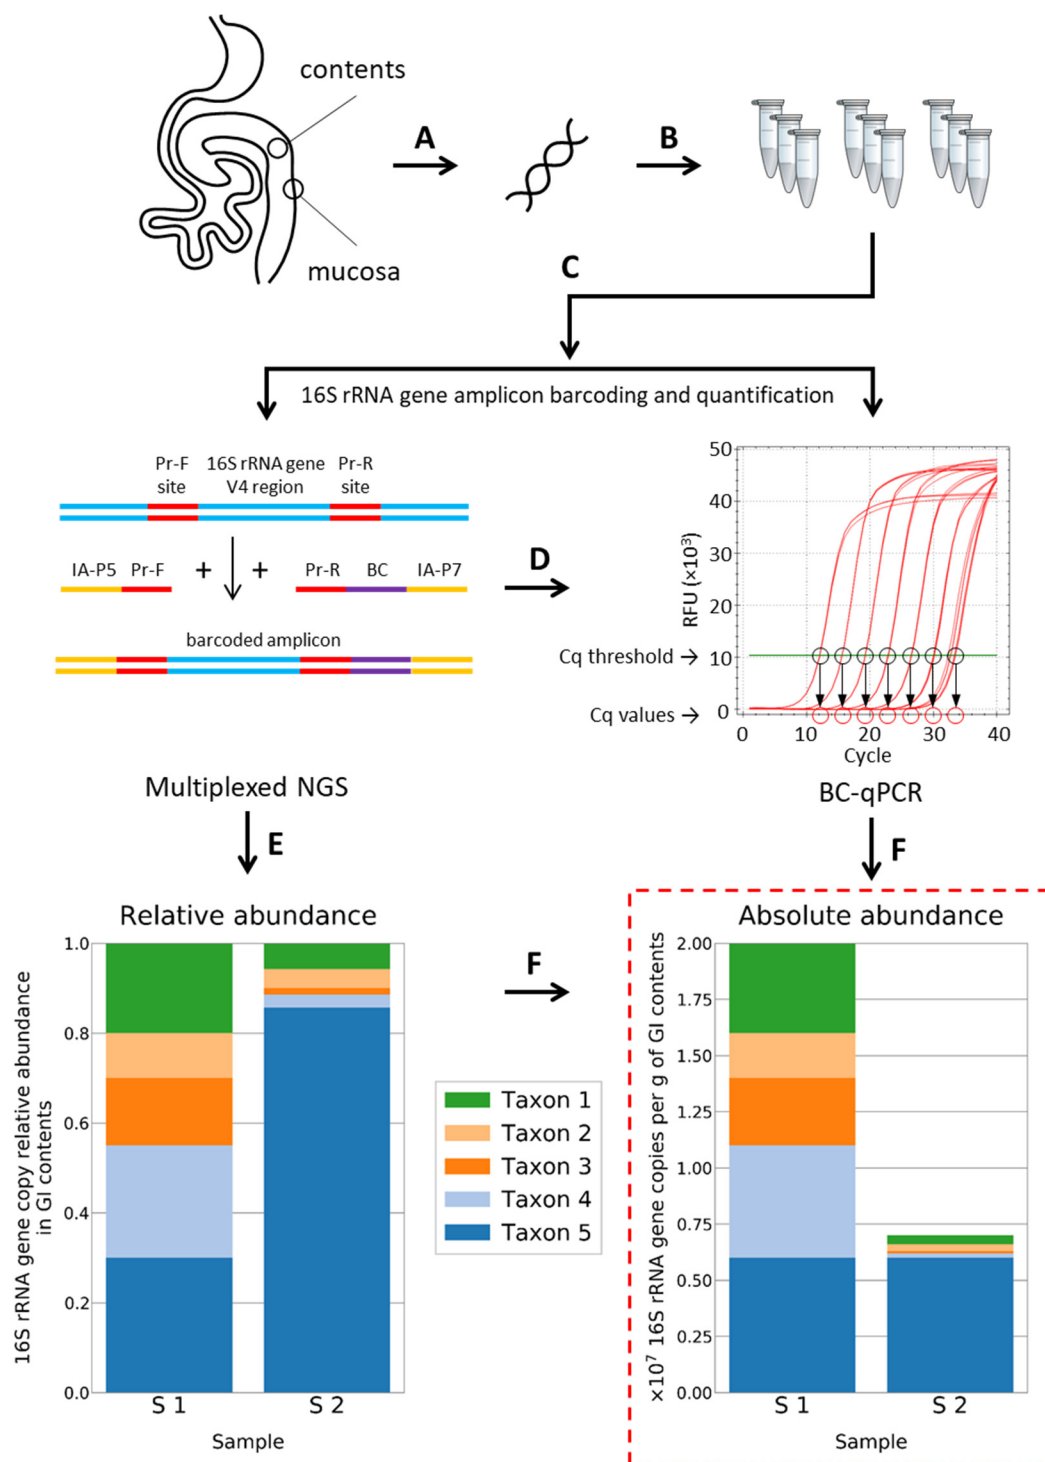 contents
A
B
mucosa
C
16S rRNA gene amplicon barcoding and quantification
Pr-F
site
16S rRNA gene
V4 region
Pr-R
site
IA-P5
Pr-F
+
+
Pr-R
BC
IA-P7
barcoded amplicon
D
RFU (×10³)
50
40
30
20
10
0
Cq threshold →
Cq values →
0
10
20
30
40
Cycle
Multiplexed NGS
BC-qPCR
E
F
Relative abundance
16S rRNA gene copy relative abundance
in GI contents
1.0
0.8
0.6
0.4
0.2
0.0
S 1
S 2
Sample
F
Taxon 1
Taxon 2
Taxon 3
Taxon 4
Taxon 5
Absolute abundance
×10⁷ 16S rRNA gene copies per g of GI contents
2.00
1.75
1.50
1.25
1.00
0.75
0.50
0.25
0.00
S 1
S 2
Sample